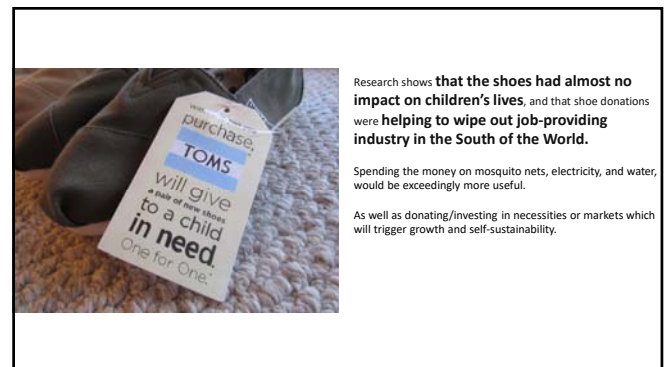 with every
purchase,
TOMS
will give
a pair of new shoes
to a child
in need.
One for One.
Research shows that the shoes had almost no
impact on children's lives, and that shoe donations
were helping to wipe out job-providing
industry in the South of the World.
Spending the money on mosquito nets, electricity, and water,
would be exceedingly more useful.
As well as donating/investing in necessities or markets which
will trigger growth and self-sustainability.